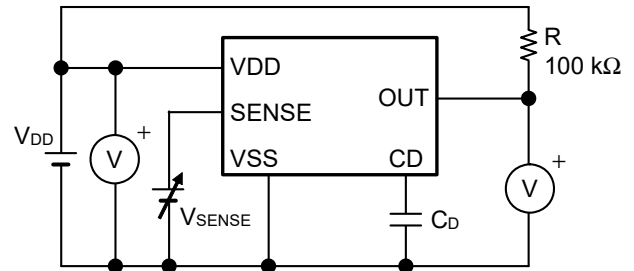 R
100 kΩ
VDD
OUT
SENSE
VDD
+
V
VSS
CD
+
V
VSENSE
CD